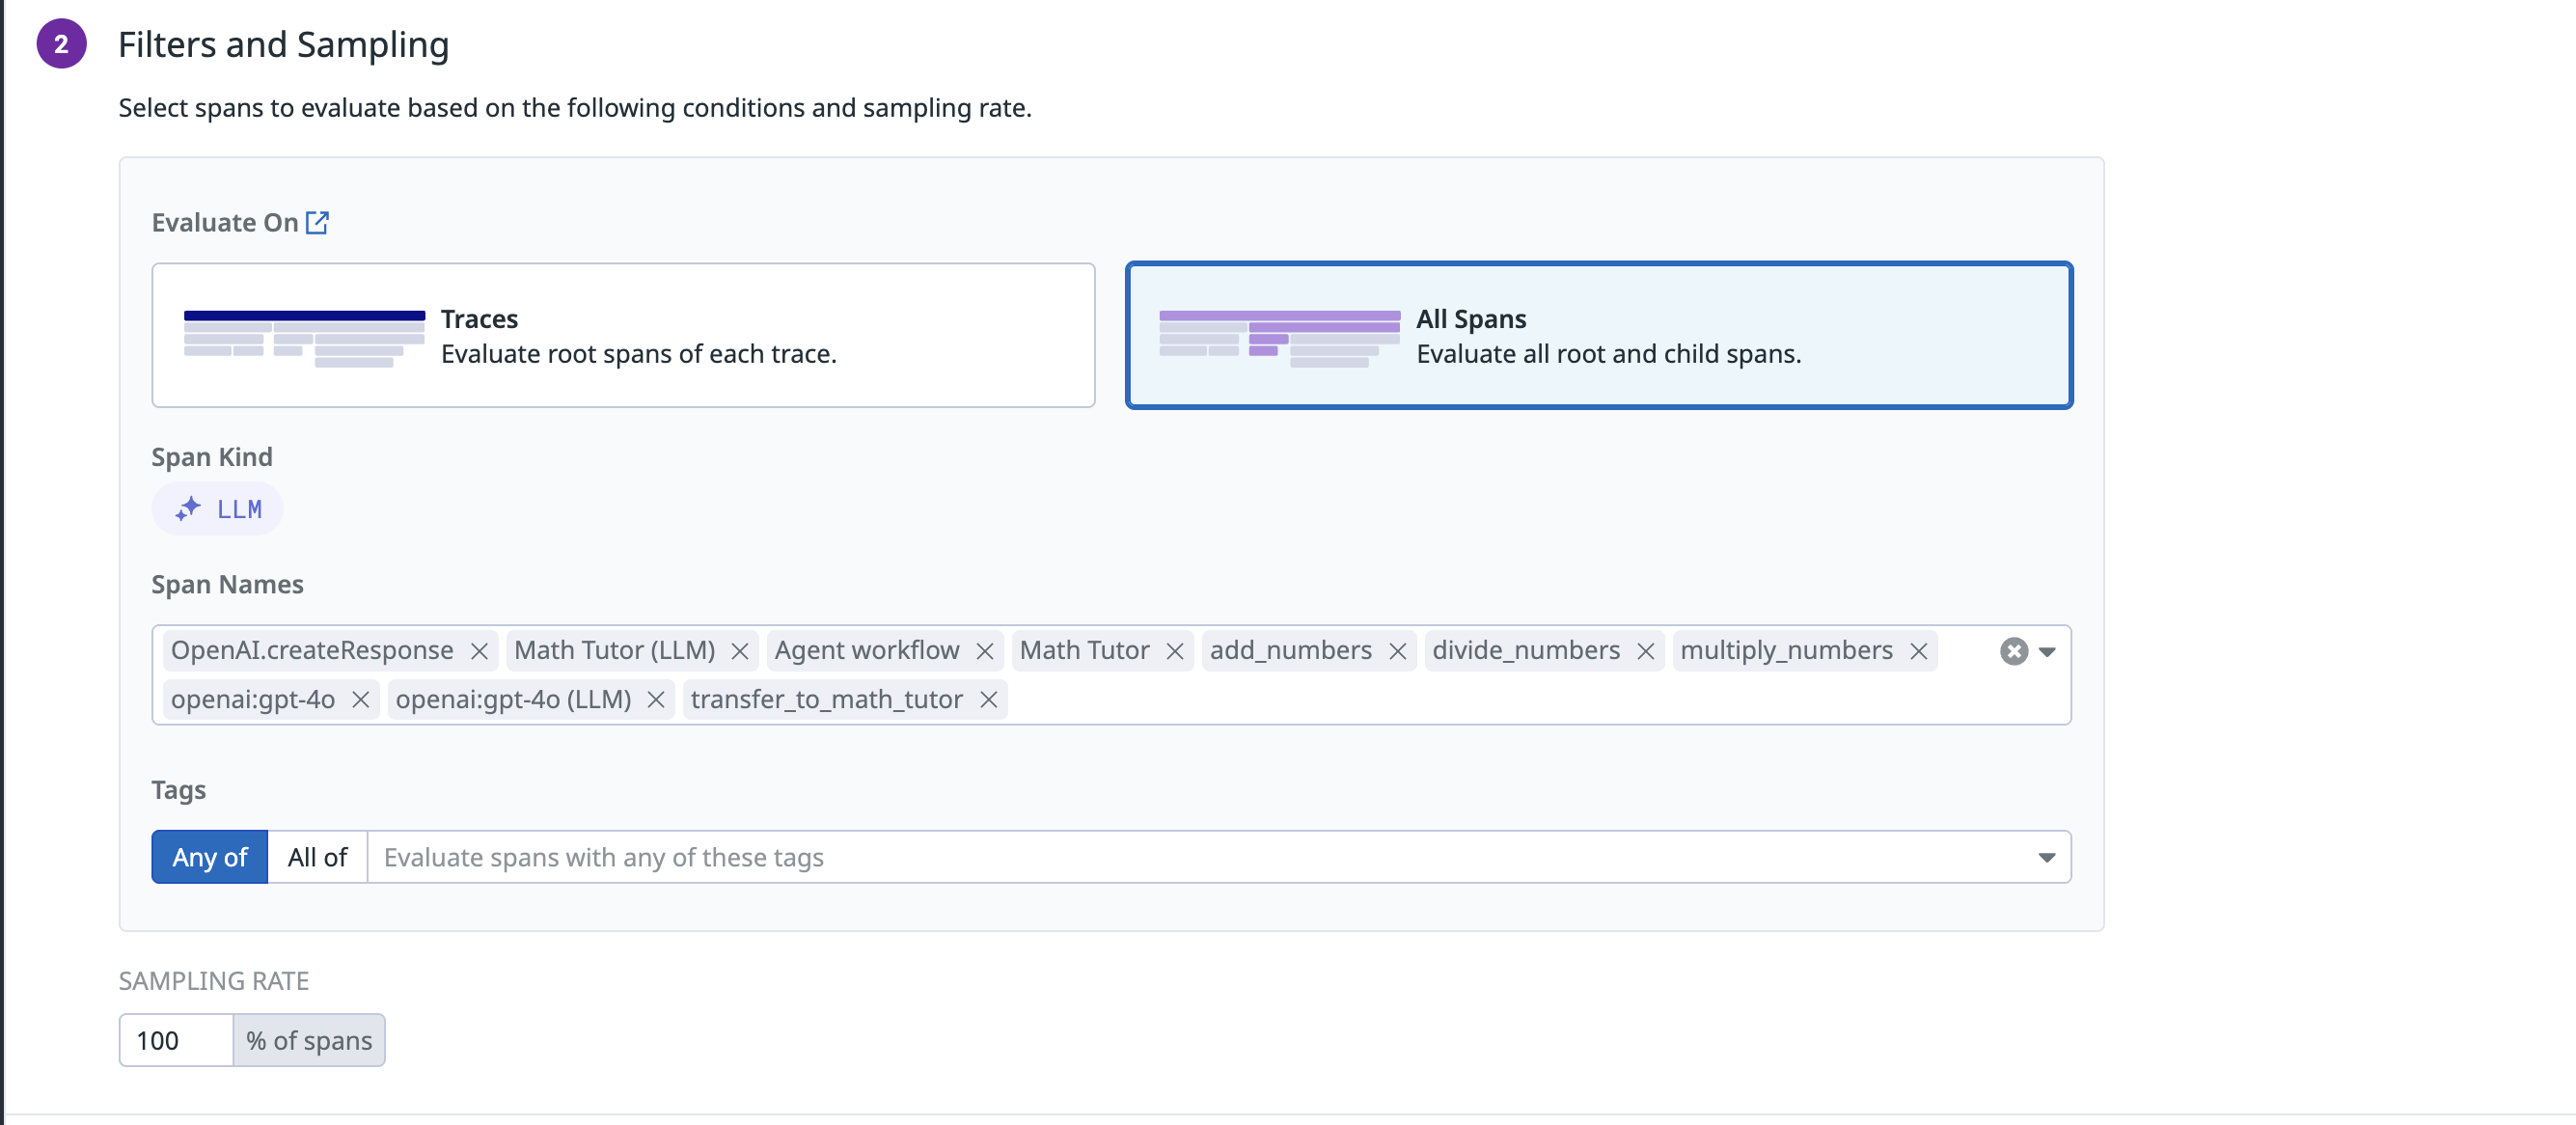 2 Filters and Sampling
Select spans to evaluate based on the following conditions and sampling rate.
Evaluate On
Traces
Evaluate root spans of each trace.
All Spans
Evaluate all root and child spans.
Span Kind
LLM
Span Names
OpenAI.createResponse Math Tutor (LLM) Agent workflow Math Tutor add_numbers divide_numbers multiply_numbers
openai:gpt-4o openai:gpt-4o (LLM) transfer_to_math_tutor
Tags
Any of All of Evaluate spans with any of these tags
SAMPLING RATE
100 % of spans